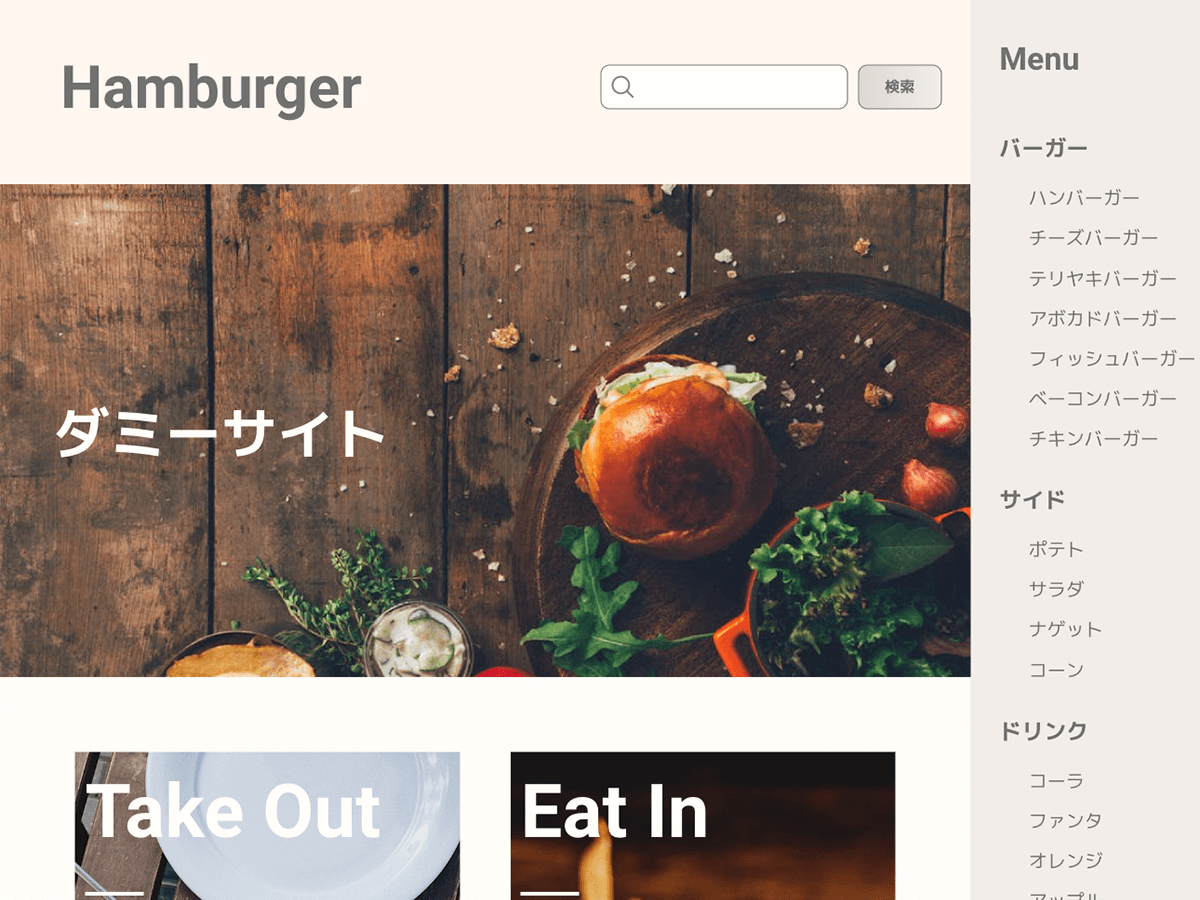 Hamburger
検索
ダミーサイト
Take Out
Eat In
Menu
バーガー
ハンバーガー
チーズバーガー
テリヤキバーガー
アボカドバーガー
フィッシュバーガー
ベーコンバーガー
チキンバーガー
サイド
ポテト
サラダ
ナゲット
コーン
ドリンク
コーラ
ファンタ
オレンジ
アップル